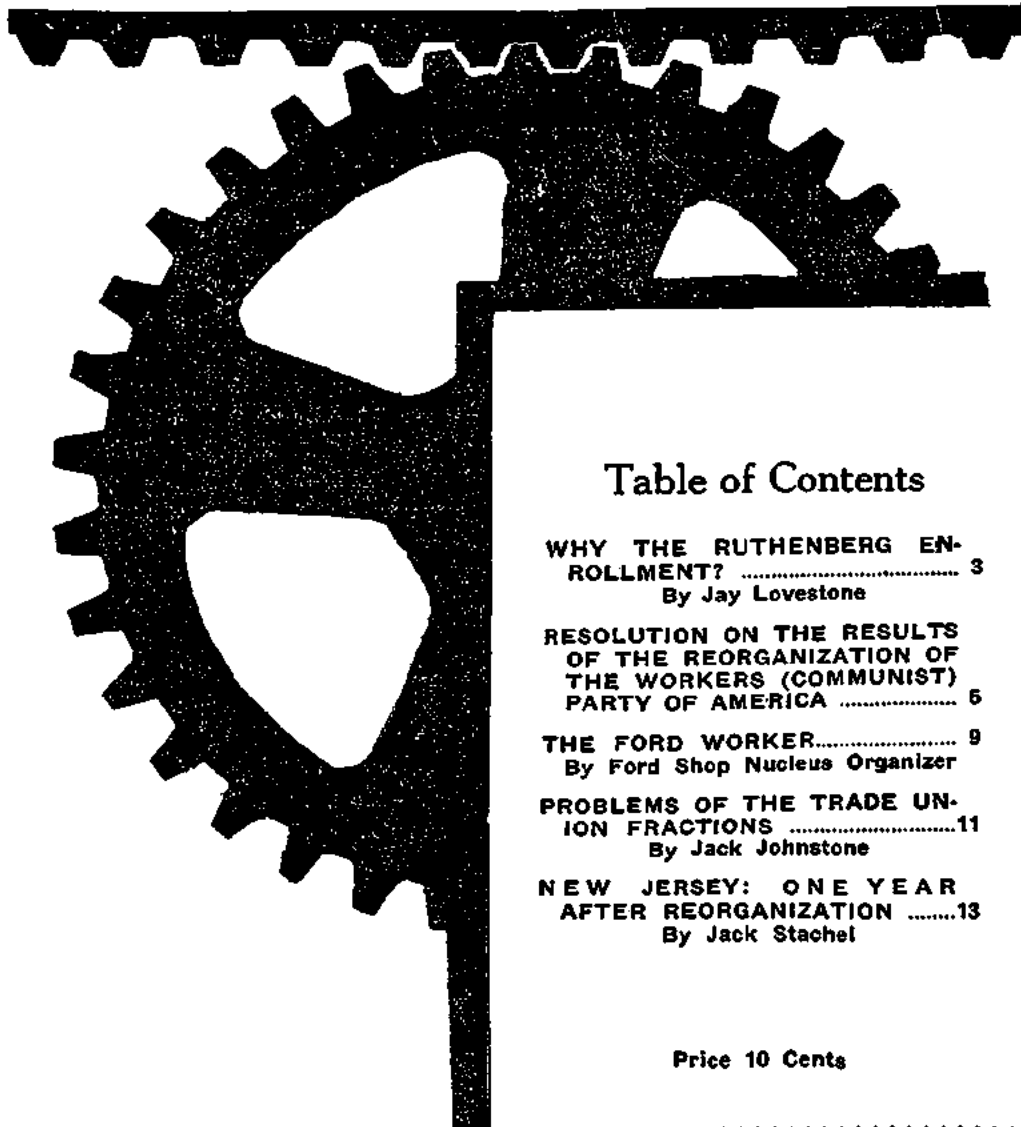 Table of Contents
WHY THE RUTHENBERG EN-
ROLLMENT? .................................... 3
By Jay Lovestone
RESOLUTION ON THE RESULTS
OF THE REORGANIZATION OF
THE WORKERS (COMMUNIST)
PARTY OF AMERICA ................... 5
THE FORD WORKER....................... 9
By Ford Shop Nucleus Organizer
PROBLEMS OF THE TRADE UN-
ION FRACTIONS ...........................11
By Jack Johnstone
NEW JERSEY: ONE YEAR
AFTER REORGANIZATION ........13
By Jack Stachel
Price 10 Cents